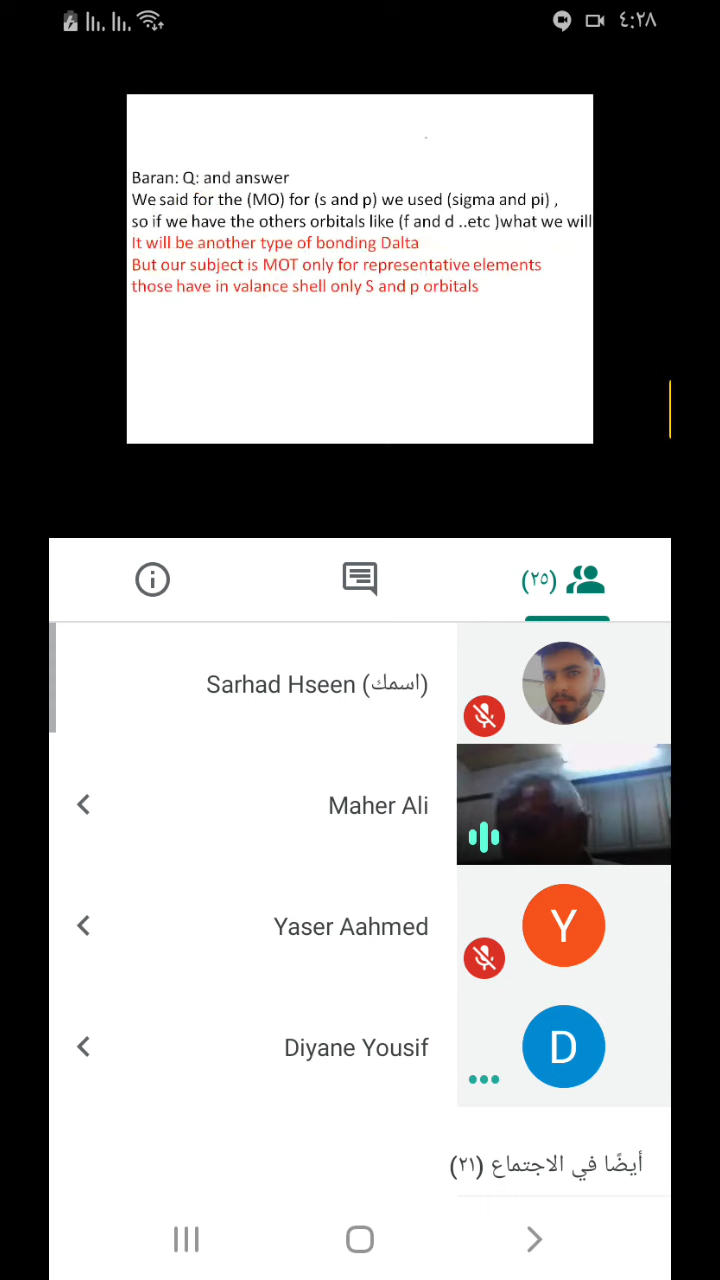 ٤:٢٨
Baran: Q: and answer
We said for the (MO) for (s and p) we used (sigma and pi) ,
so if we have the others orbitals like (f and d ..etc )what we will
It will be another type of bonding Dalta
But our subject is MOT only for representative elements
those have in valance shell only S and p orbitals
(٢٥)
Sarhad Hseen (اسمك)
Maher Ali
Yaser Aahmed
Y
Diyane Yousif
D
أيضًا في الاجتماع (٢١)